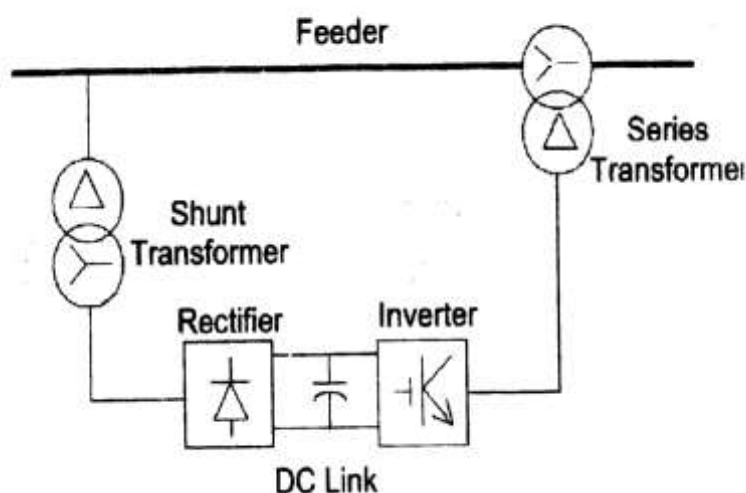 Feeder
Series
Transformer
Shunt
Transformer
Rectifier
Inverter
DC Link